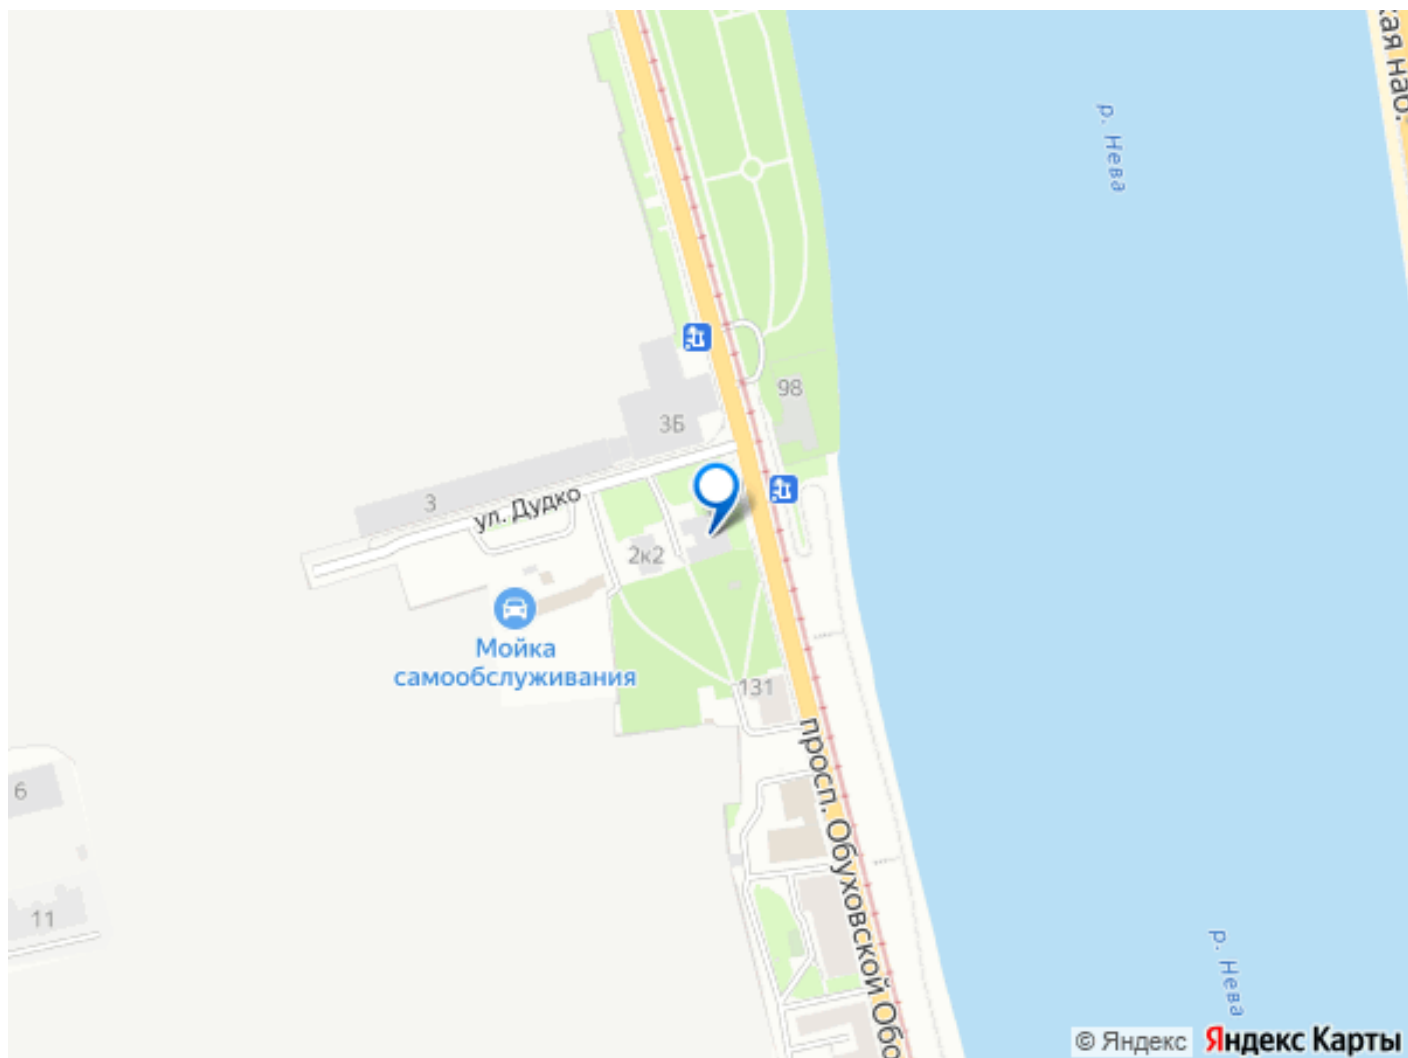 кая наб.
р. Нева
98
3Б
3
ул. Дудко
2к2
Мойка
самообслуживания
131
просп. Обуховской Обо
6
11
р. Нева
© Яндекс Яндекс Карты